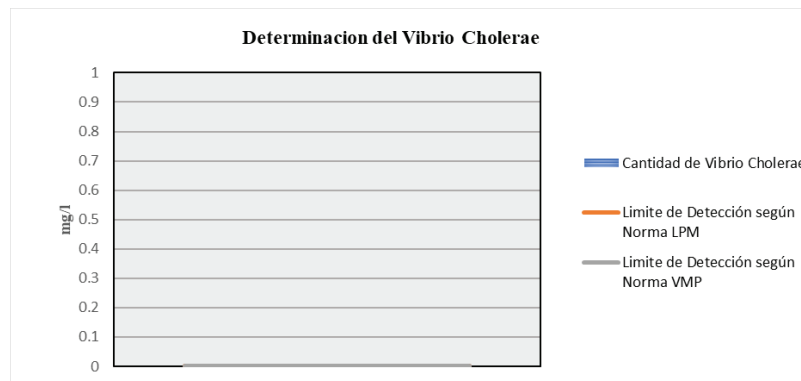 Determinacion del Vibrio Cholerae
1
0.9
0.8
0.7
0.6
0.5
0.4
0.3
0.2
0.1
0
mg/l
Cantidad de Vibrio Cholerae
Limite de Detección según
Norma LPM
Limite de Detección según
Norma VMP